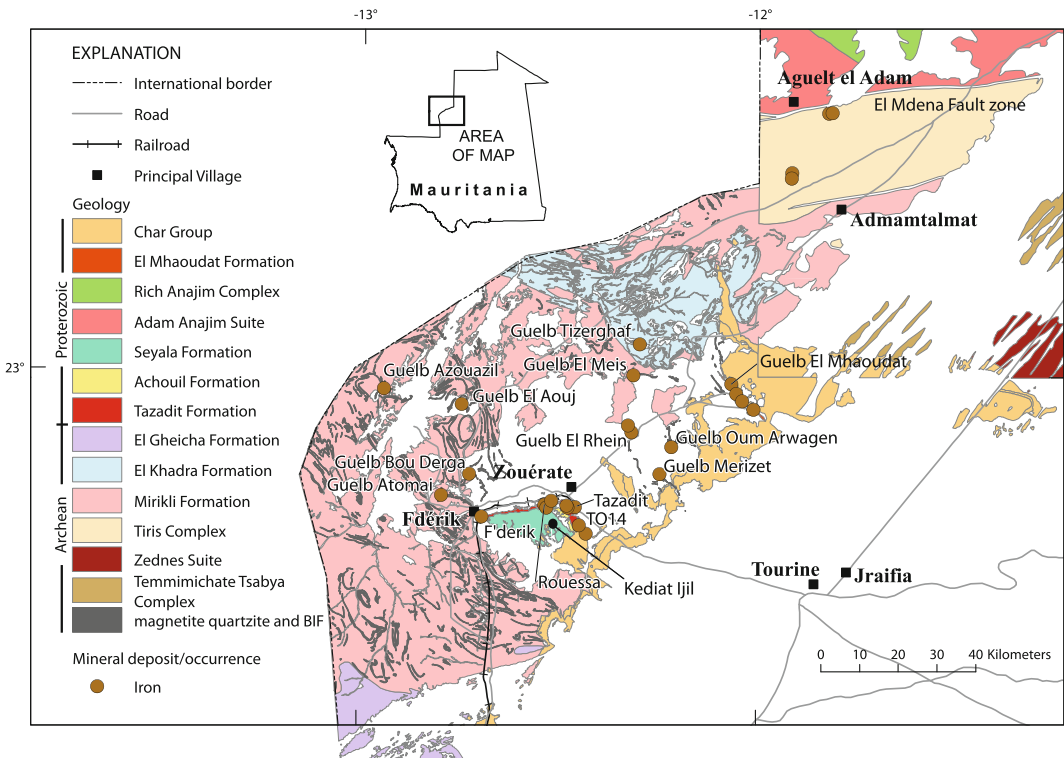 -13°
-12°
EXPLANATION
International border
Road
Railroad
Principal Village
Geology
Char Group
El Mhaoudat Formation
Rich Anajim Complex
Adam Anajim Suite
Seyala Formation
Achouil Formation
Tazadit Formation
El Gheicha Formation
El Khadra Formation
Mirikli Formation
Tiris Complex
Zednes Suite
Temmimichate Tsabya
Complex
magnetite quartzite and BIF
Proterozoic
Archean
Mineral deposit/occurrence
Iron
23°
AREA
OF MAP
Mauritania
Aguelt el Adam
El Mdena Fault zone
Admamtalmat
Guelb Tizerghaf
Guelb El Meis
Guelb El Mhaoudat
Guelb Azouazil
Guelb El Aouj
Guelb El Rhein
Guelb Oum Arwagen
Guelb Bou Derga
Zouérate
Guelb Merizet
Guelb Atomai
Tazadit
Fdérik
TO14
F'derik
Rouessa
Kediat Ijil
Tourine
Jraifia
0 10 20 30 40 Kilometers
-13°
-12°